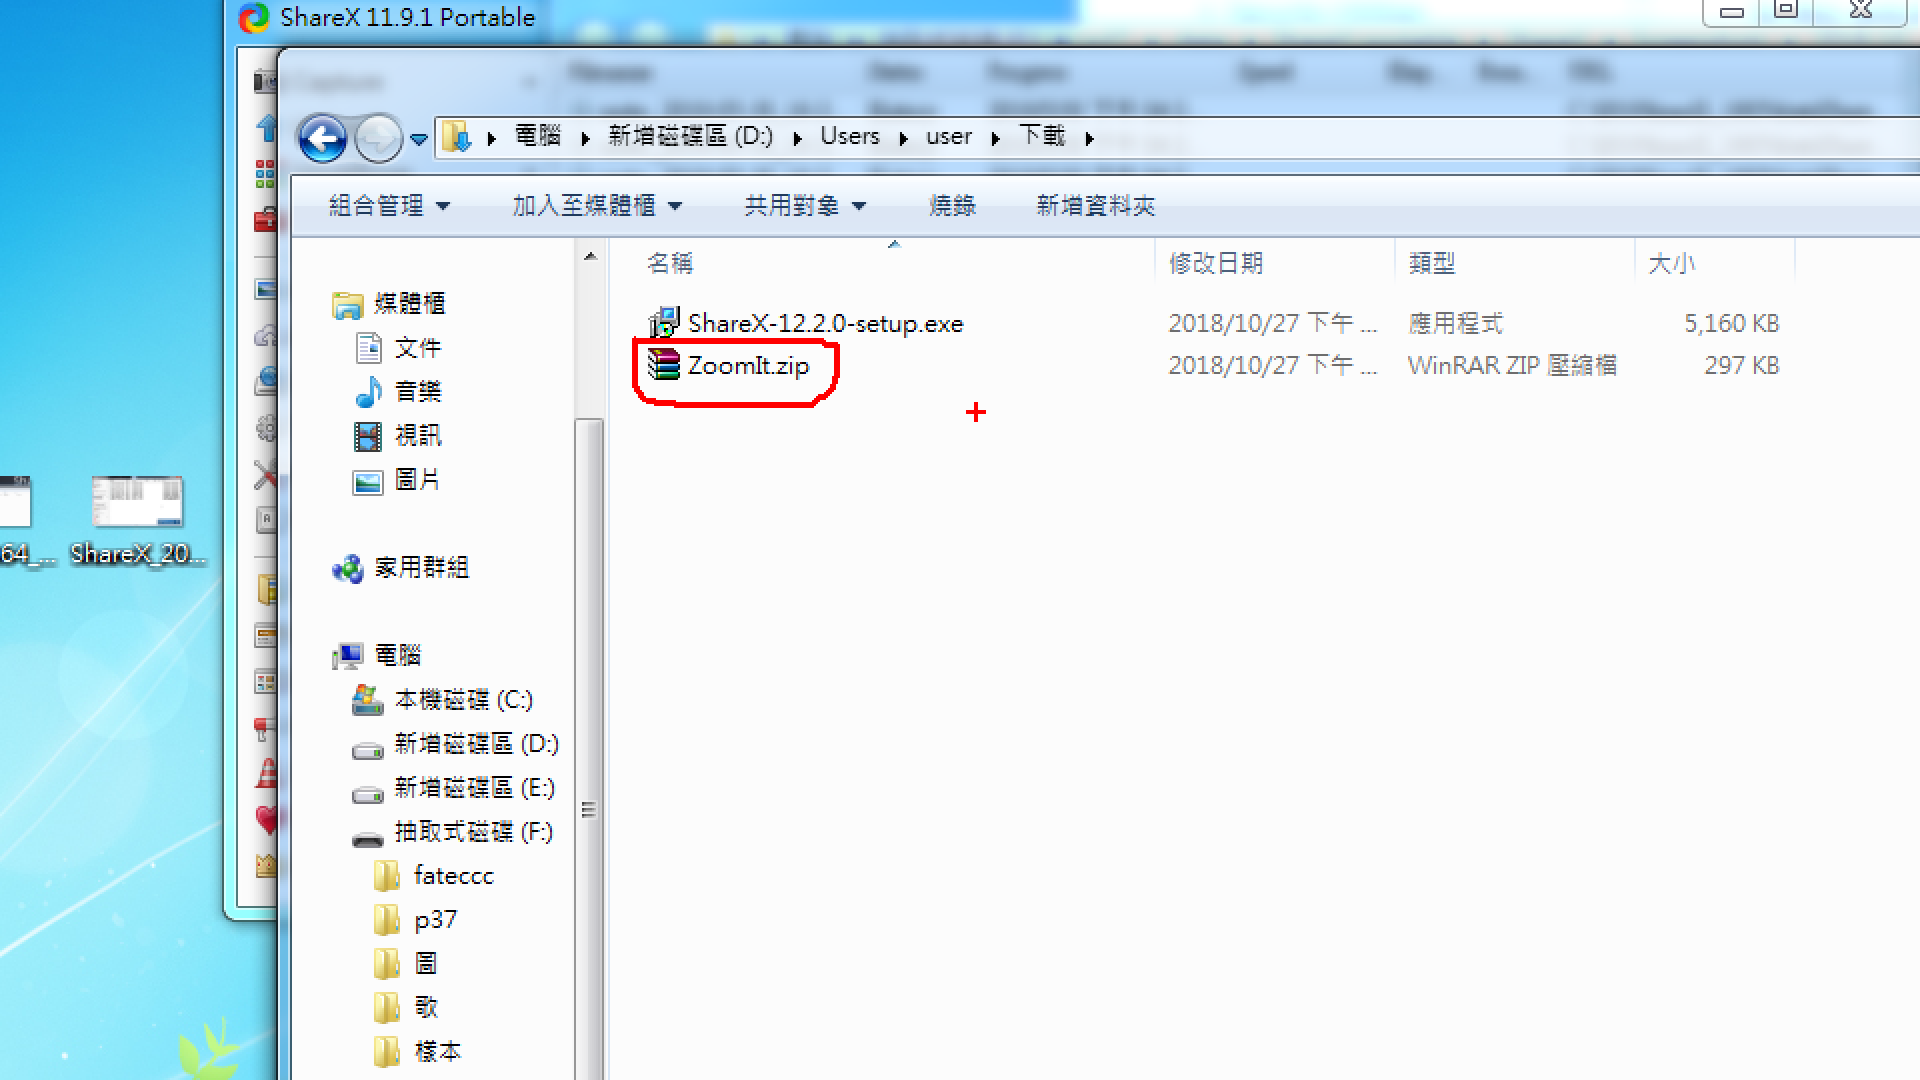 ShareX 11.9.1 Portable
電腦 新增磁碟區 (D:) Users user 下載
組合管理 加入至媒體櫃 共用對象 燒錄 新增資料夾
名稱 修改日期 類型 大小
ShareX-12.2.0-setup.exe 2018/10/27 下午 ... 應用程式 5,160 KB
ZoomIt.zip 2018/10/27 下午 ... WinRAR ZIP 壓縮檔 297 KB
媒體櫃
文件
音樂
視訊
圖片
家用群組
電腦
本機磁碟 (C:)
新增磁碟區 (D:)
新增磁碟區 (E:)
抽取式磁碟 (F:)
fateccc
p37
圖
歌
樣本
64_...
ShareX_20...